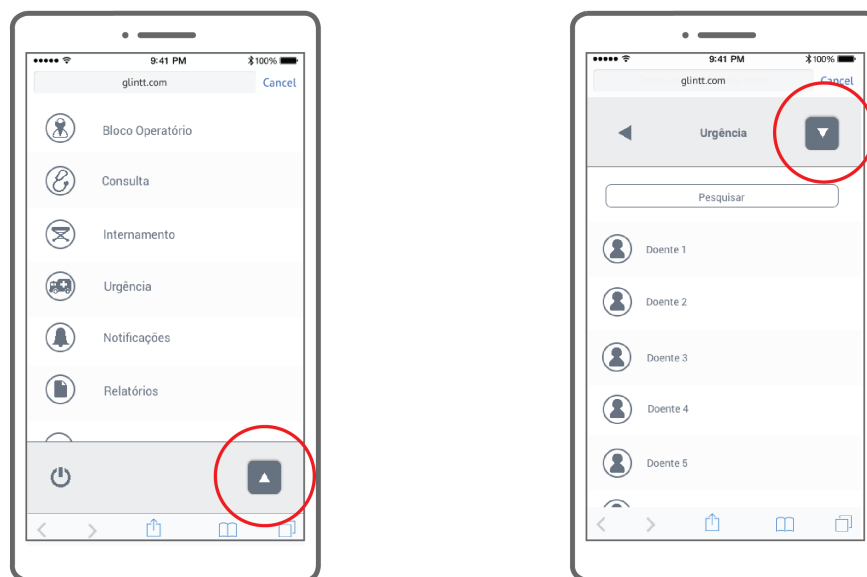 9:41 PM
100%
glintt.com
Cancel
Bloco Operatório
Consulta
Internamento
Urgência
Notificações
Relatórios
9:41 PM
100%
glintt.com
Cancel
Urgência
Pesquisar
Doente 1
Doente 2
Doente 3
Doente 4
Doente 5